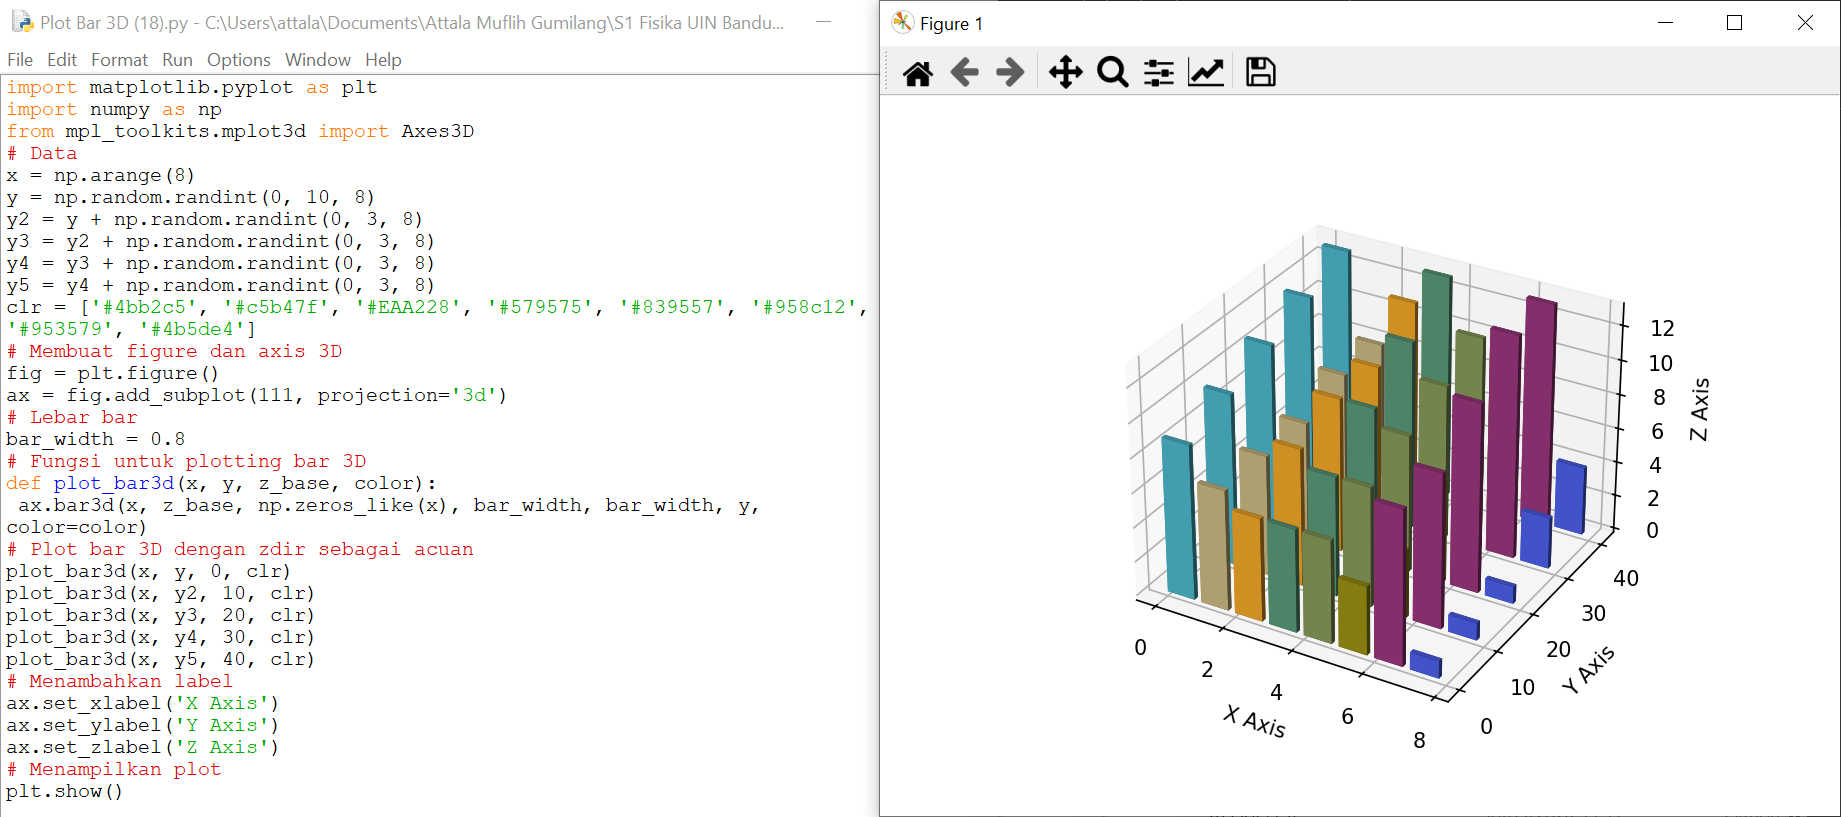 Plot Bar 3D (18).py - C:\Users\attala\Documents\Attala Muflih Gumilang\S1 Fisika UIN Bandu...
File Edit Format Run Options Window Help
import matplotlib.pyplot as plt
import numpy as np
from mpl_toolkits.mplot3d import Axes3D
# Data
x = np.arange(8)
y = np.random.randint(0, 10, 8)
y2 = y + np.random.randint(0, 3, 8)
y3 = y2 + np.random.randint(0, 3, 8)
y4 = y3 + np.random.randint(0, 3, 8)
y5 = y4 + np.random.randint(0, 3, 8)
clr = ['#4bb2c5', '#c5b47f', '#EAA228', '#579575', '#839557', '#958c12',
'#953579', '#4b5de4']
# Membuat figure dan axis 3D
fig = plt.figure()
ax = fig.add_subplot(111, projection='3d')
# Lebar bar
bar_width = 0.8
# Fungsi untuk plotting bar 3D
def plot_bar3d(x, y, z_base, color):
 ax.bar3d(x, z_base, np.zeros_like(x), bar_width, bar_width, y,
color=color)
# Plot bar 3D dengan zdir sebagai acuan
plot_bar3d(x, y, 0, clr)
plot_bar3d(x, y2, 10, clr)
plot_bar3d(x, y3, 20, clr)
plot_bar3d(x, y4, 30, clr)
plot_bar3d(x, y5, 40, clr)
# Menambahkan label
ax.set_xlabel('X Axis')
ax.set_ylabel('Y Axis')
ax.set_zlabel('Z Axis')
# Menampilkan plot
plt.show()
Figure 1
12
10
8
6
4
2
0
Z Axis
40
30
20
10
0
Y Axis
0
2
4
6
8
X Axis